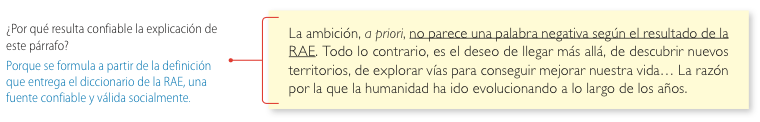 ¿Por qué resulta confiable la explicación de
este párrafo?
Porque se formula a partir de la definición
que entrega el diccionario de la RAE, una
fuente confiable y válida socialmente.
La ambición, a priori, no parece una palabra negativa según el resultado de la
RAE. Todo lo contrario, es el deseo de llegar más allá, de descubrir nuevos
territorios, de explorar vías para conseguir mejorar nuestra vida… La razón
por la que la humanidad ha ido evolucionando a lo largo de los años.